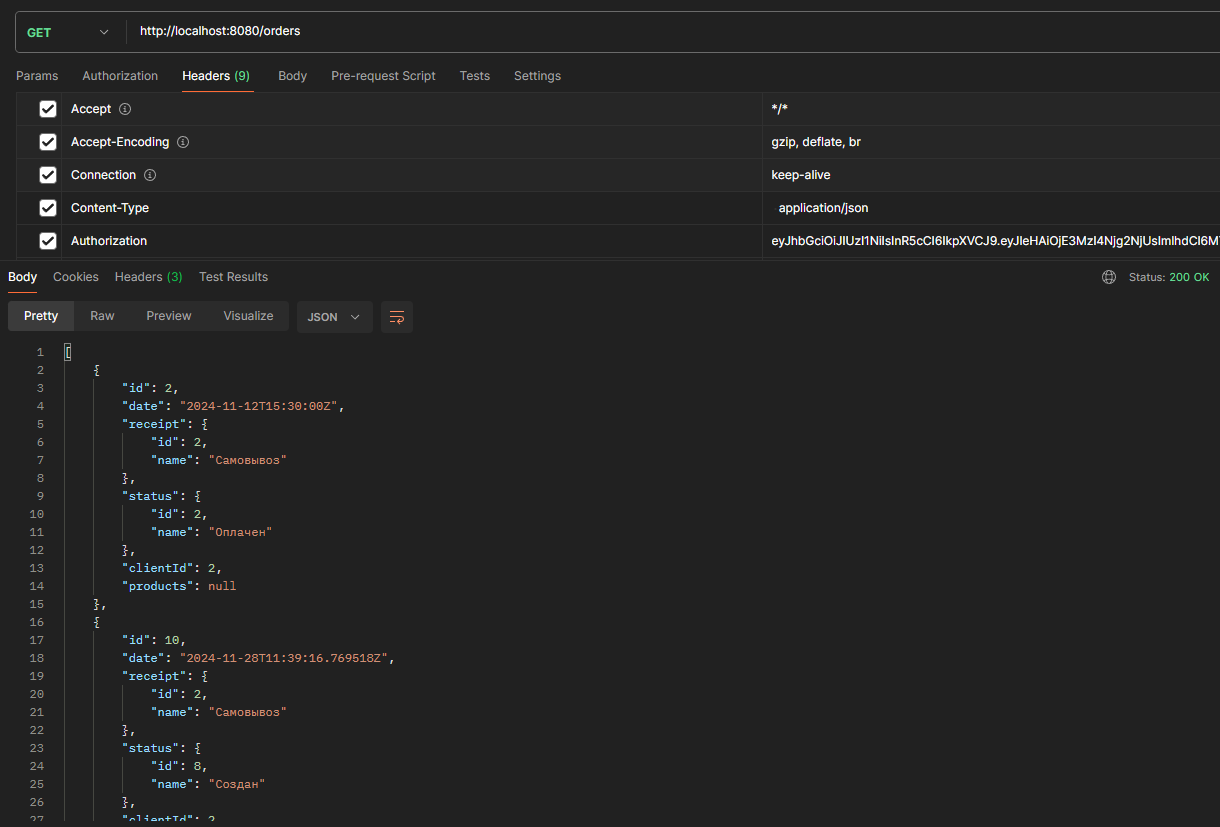 GET http://localhost:8080/orders
Params Authorization Headers (9) Body Pre-request Script Tests Settings
Accept */*
Accept-Encoding gzip, deflate, br
Connection keep-alive
Content-Type application/json
Authorization
Body Cookies Headers (3) Test Results Status: 200 OK
Pretty Raw Preview Visualize JSON
1 [
2 {
3 "id": 2,
4 "date": "2024-11-12T15:30:00Z",
5 "receipt": {
6 "id": 2,
7 "name": "Самовывоз"
8 },
9 "status": {
10 "id": 2,
11 "name": "Оплачен"
12 },
13 "clientId": 2,
14 "products": null
15 },
16 {
17 "id": 10,
18 "date": "2024-11-28T11:39:16.769518Z",
19 "receipt": {
20 "id": 2,
21 "name": "Самовывоз"
22 },
23 "status": {
24 "id": 8,
25 "name": "Создан"
26 },
27 "clientId": 2